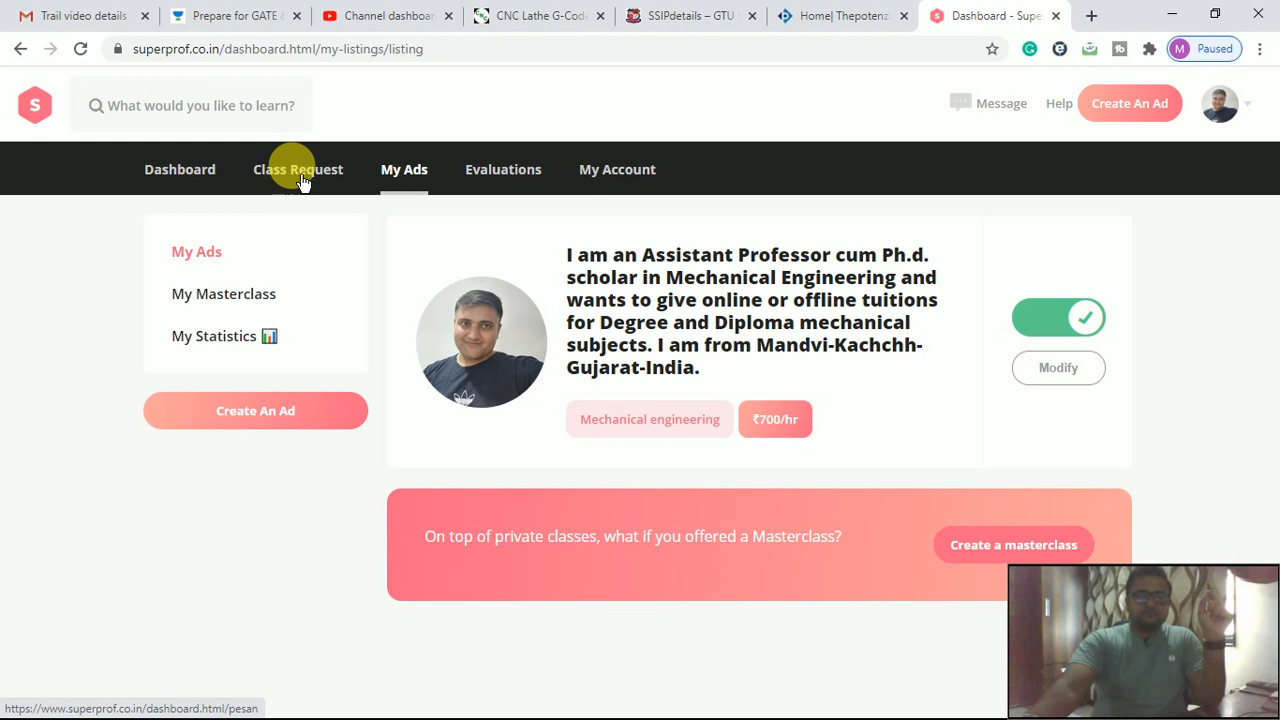 Trail video details
Prepare for GATE &
Channel dashboar
CNC Lathe G-Cod
SSIPdetails – GTU
Home| Thepotenz
Dashboard - Supe
superprof.co.in/dashboard.html/my-listings/listing
M Paused
S
What would you like to learn?
Message
Help
Create An Ad
Dashboard
Class Request
My Ads
Evaluations
My Account
My Ads
My Masterclass
My Statistics
Create An Ad
I am an Assistant Professor cum Ph.d.
scholar in Mechanical Engineering and
wants to give online or offline tuitions
for Degree and Diploma mechanical
subjects. I am from Mandvi-Kachchh-
Gujarat-India.
Mechanical engineering
₹700/hr
Modify
On top of private classes, what if you offered a Masterclass?
Create a masterclass
https://www.superprof.co.in/dashboard.html/pesan